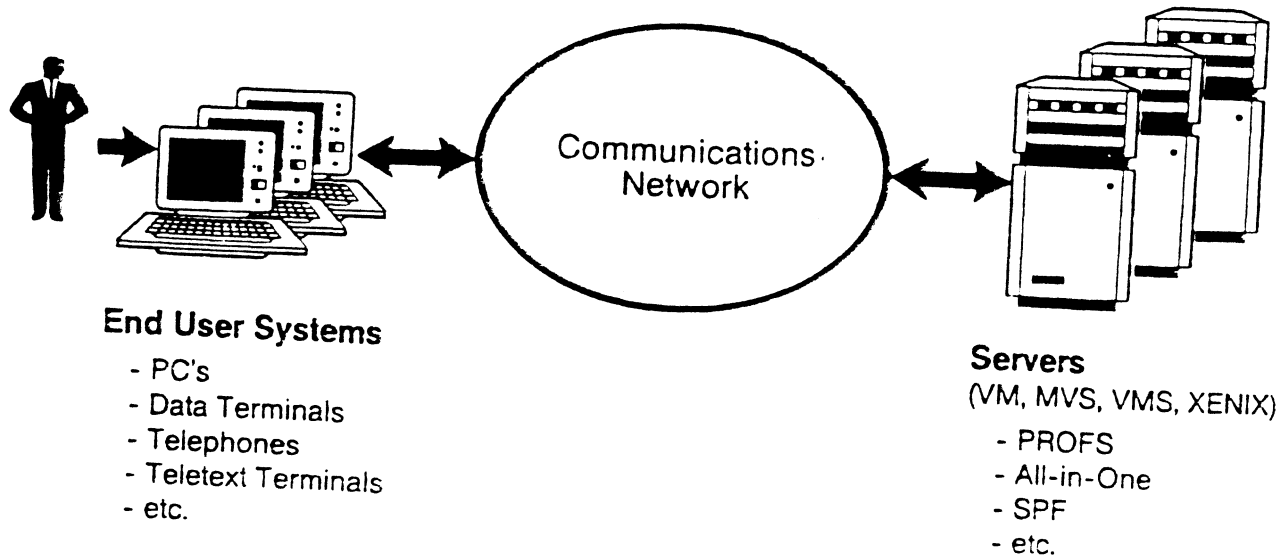 Communications
Network
End User Systems
- PC's
- Data Terminals
- Telephones
- Teletext Terminals
- etc.
Servers
(VM, MVS, VMS, XENIX)
- PROFS
- All-in-One
- SPF
- etc.